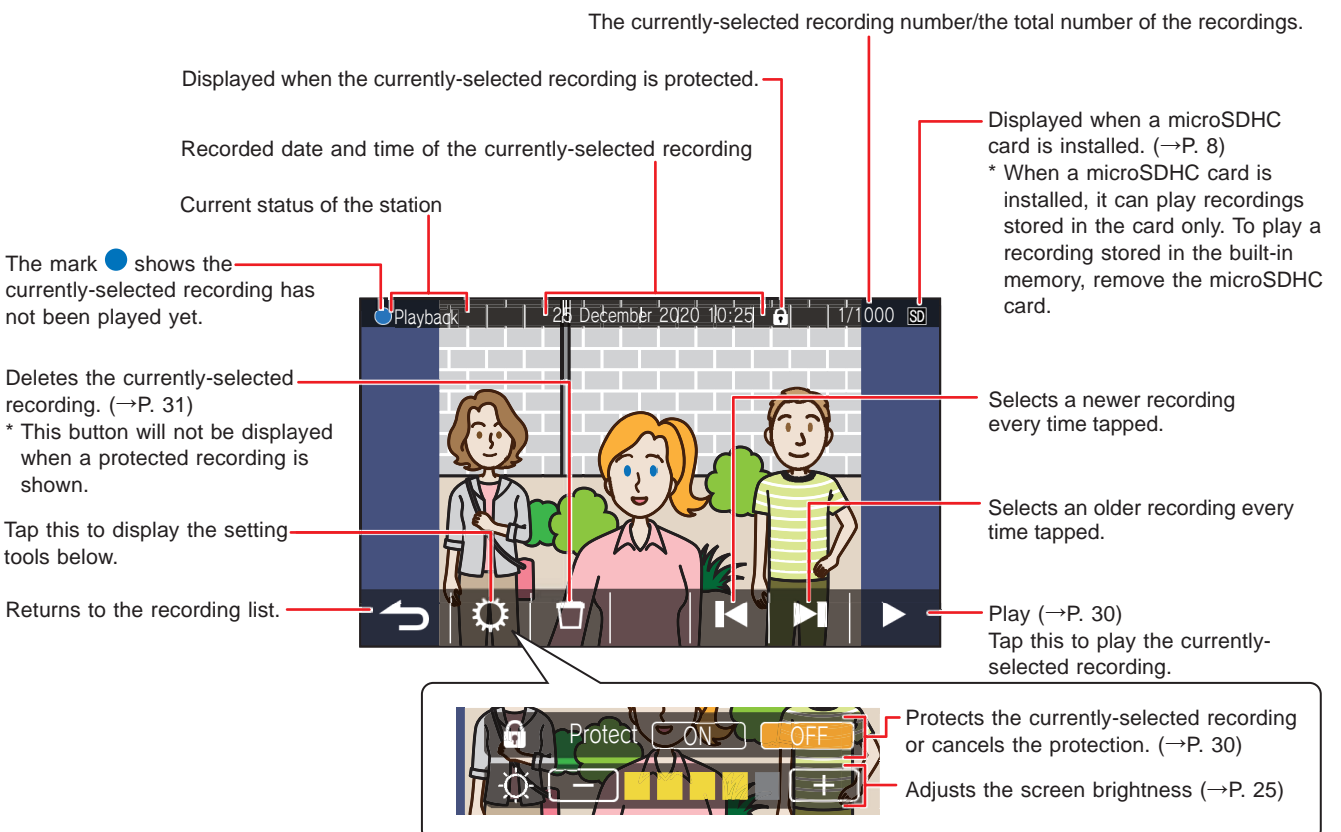 The currently-selected recording number/the total number of the recordings.
Displayed when the currently-selected recording is protected.
Recorded date and time of the currently-selected recording
Current status of the station
The mark shows the
currently-selected recording has
not been played yet.
Deletes the currently-selected
recording. (→P. 31)
* This button will not be displayed
when a protected recording is
shown.
Tap this to display the setting
tools below.
Returns to the recording list.
Displayed when a microSDHC
card is installed. (→P. 8)
* When a microSDHC card is
installed, it can play recordings
stored in the card only. To play a
recording stored in the built-in
memory, remove the microSDHC
card.
Playback 25 December 2020 10:25 1/1000 SD
Selects a newer recording
every time tapped.
Selects an older recording every
time tapped.
Play (→P. 30)
Tap this to play the currently-
selected recording.
Protect ON OFF
Protects the currently-selected recording
or cancels the protection. (→P. 30)
− +
Adjusts the screen brightness (→P. 25)